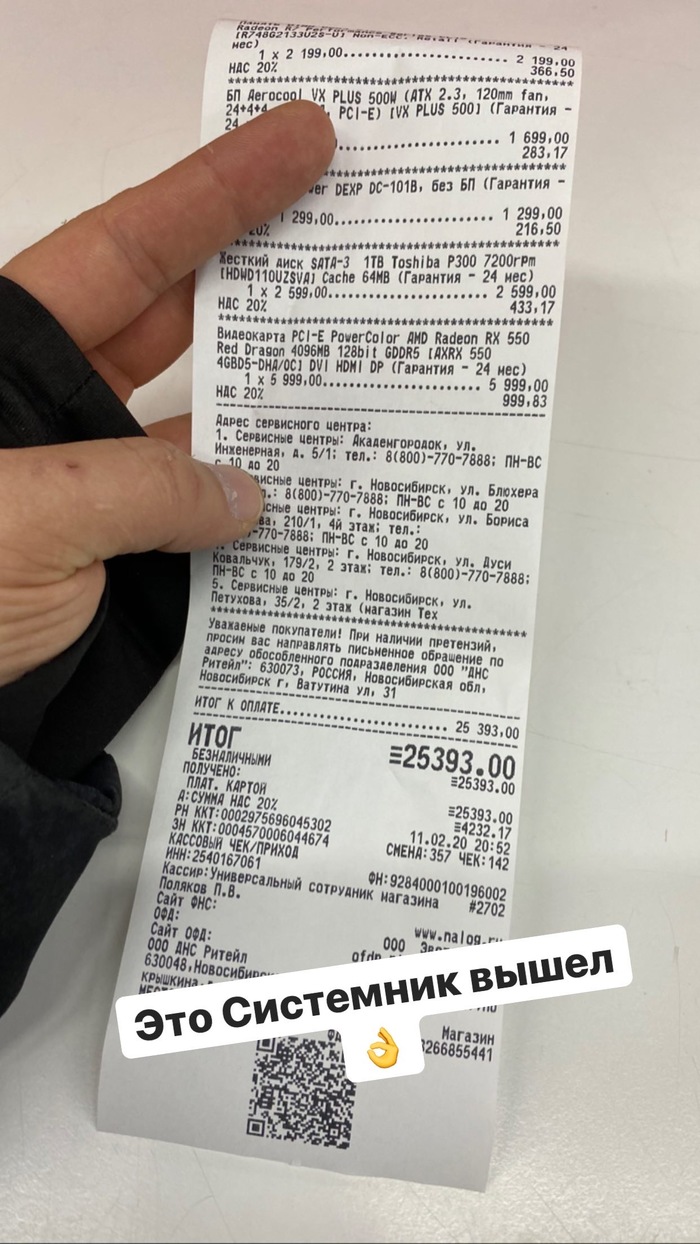 Radeon R7 Performance
[R748G2133U2S-U] Non-ECC, Retail (Гарантия - 24
мес)
1 x 2 199,00 2 199,00
НДС 20% 366,50
****************************************
БП Aerocool VX PLUS 500W (ATX 2.3, 120mm fan,
24+4+4 PCI-E) [VX PLUS 500] (Гарантия -
24
1 699,00
283,17
****************************************
DEXP DC-101B, без БП (Гарантия -
1 299,00 1 299,00
20% 216,50
****************************************
Жесткий диск SATA-3 1TB Toshiba P300 7200rpm
[HDWD110UZSVA] Cache 64MB (Гарантия - 24 мес)
1 x 2 599,00 2 599,00
НДС 20% 433,17
****************************************
Видеокарта PCI-E PowerColor AMD Radeon RX 550
Red Dragon 4096MB 128bit GDDR5 [AXRX 550
4GBD5-DHA/OC] DVI HDMI DP (Гарантия - 24 мес)
1 x 5 999,00 5 999,00
НДС 20% 999,83
Адрес сервисного центра:
1. Сервисные центры: Академгородок, ул.
Инженерная, д. 5/1; тел.: 8(800)-770-7888; ПН-ВС
с 10 до 20
центры: г. Новосибирск, ул. Блюхера
8(800)-770-7888; ПН-ВС с 10 до 20
центры: г. Новосибирск, ул. Бориса
210/1, 4й этаж; тел.:
-770-7888; ПН-ВС с 10 до 20
Сервисные центры: г. Новосибирск, ул. Дуси
Ковальчук, 179/2, 2 этаж; тел.: 8(800)-770-7888;
ПН-ВС с 10 до 20
5. Сервисные центры: г. Новосибирск, ул.
Петухова, 35/2, 2 этаж (магазин Тех
****************************************
Уважаемые покупатели! При наличии претензий,
просим вас направлять письменное обращение по
адресу обособленного подразделения ООО "ДНС
Ритейл": 630073, РОССИЯ, Новосибирская обл,
Новосибирск г, Ватутина ул, 31
ИТОГ К ОПЛАТЕ 25 393,00
ИТОГ ≡25393.00
БЕЗНАЛИЧНЫМИ ≡25393.00
ПОЛУЧЕНО:
ПЛАТ. КАРТОЙ ≡25393.00
А:СУММА НДС 20% ≡4232.17
РН ККТ:0002975696045302 11.02.20 20:52
ЗН ККТ:0004570006044674 СМЕНА:357 ЧЕК:142
КАССОВЫЙ ЧЕК/ПРИХОД
ИНН:2540167061 ФН:9284000100196002
Кассир:Универсальный сотрудник магазина #2702
Поляков П.В.
Сайт ФНС: www.nalog.ru
ОФД: ООО
Сайт ОФД:
ООО ДНС Ритейл
630048,Новосибирск
Магазин
3266855441
Это Системник вышел
👌